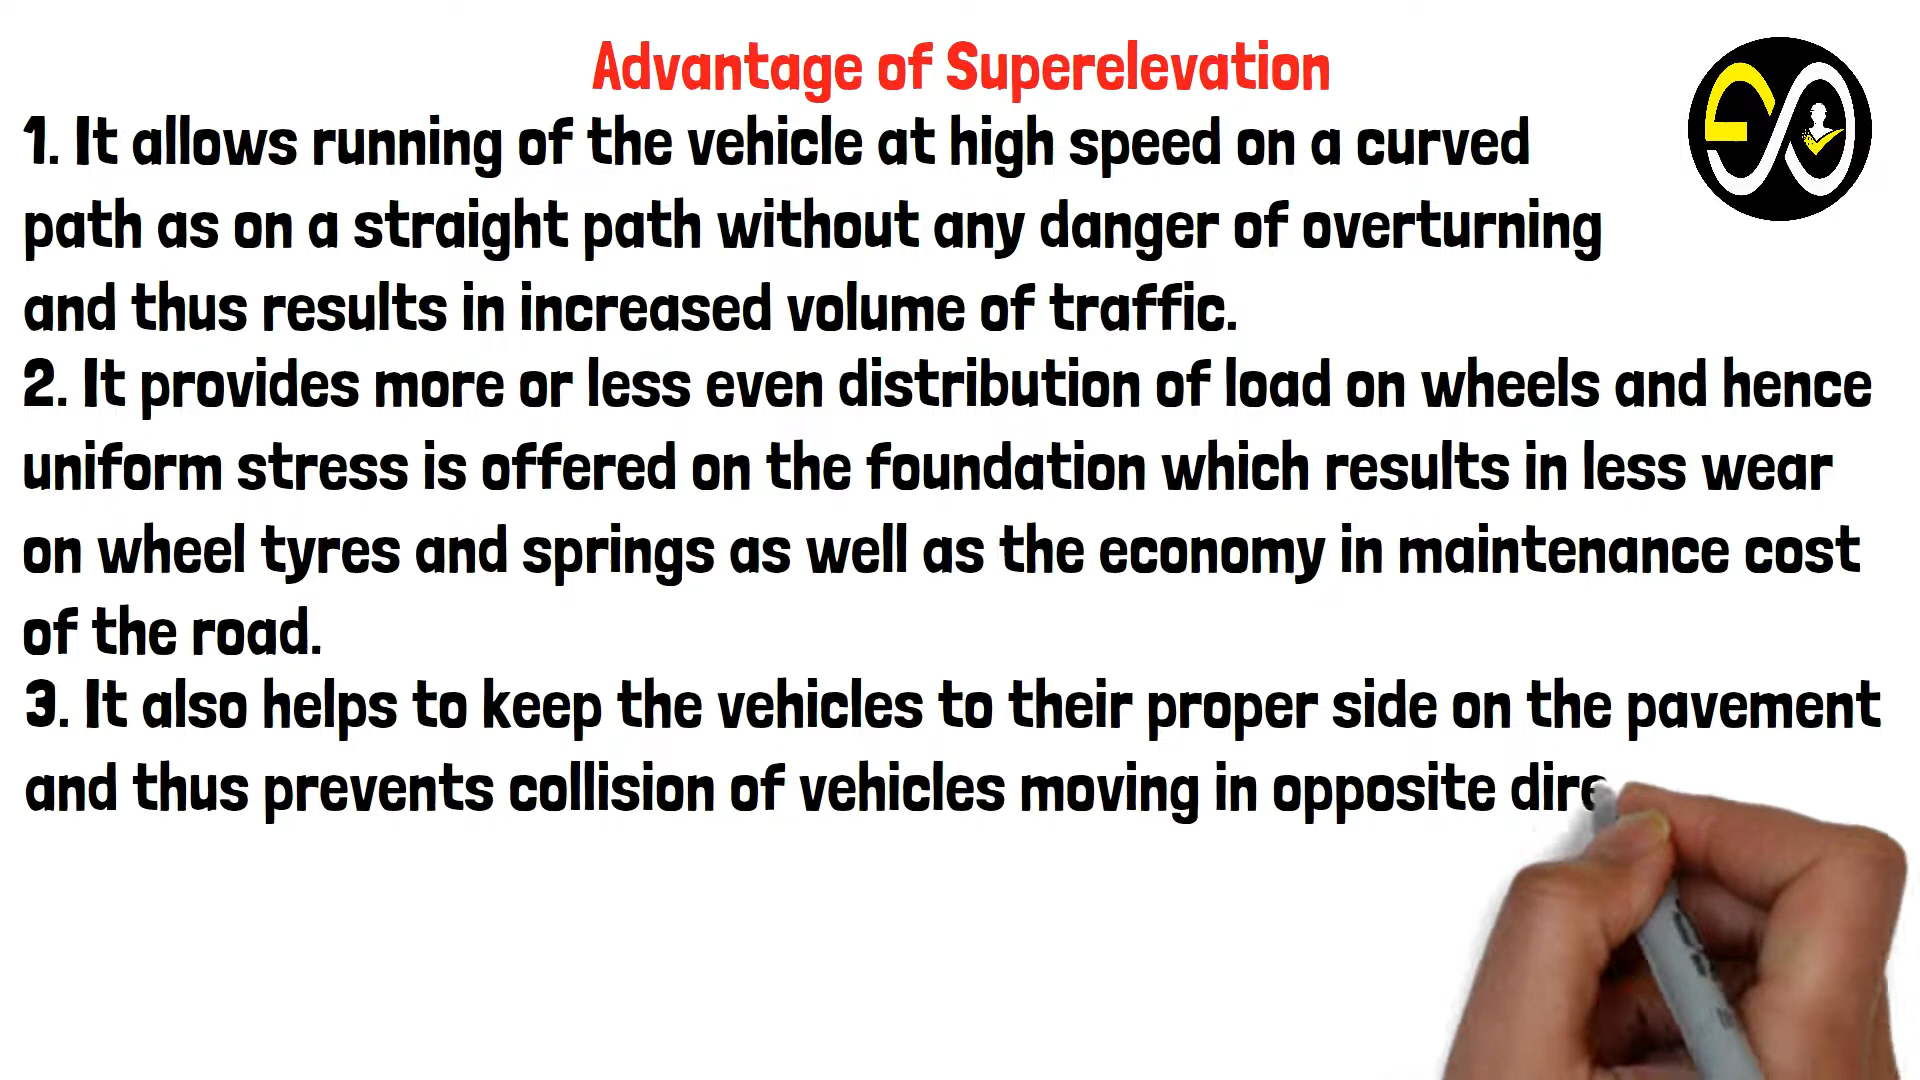 Advantage of Superelevation
1. It allows running of the vehicle at high speed on a curved
path as on a straight path without any danger of overturning
and thus results in increased volume of traffic.
2. It provides more or less even distribution of load on wheels and hence
uniform stress is offered on the foundation which results in less wear
on wheel tyres and springs as well as the economy in maintenance cost
of the road.
3. It also helps to keep the vehicles to their proper side on the pavement
and thus prevents collision of vehicles moving in opposite dire